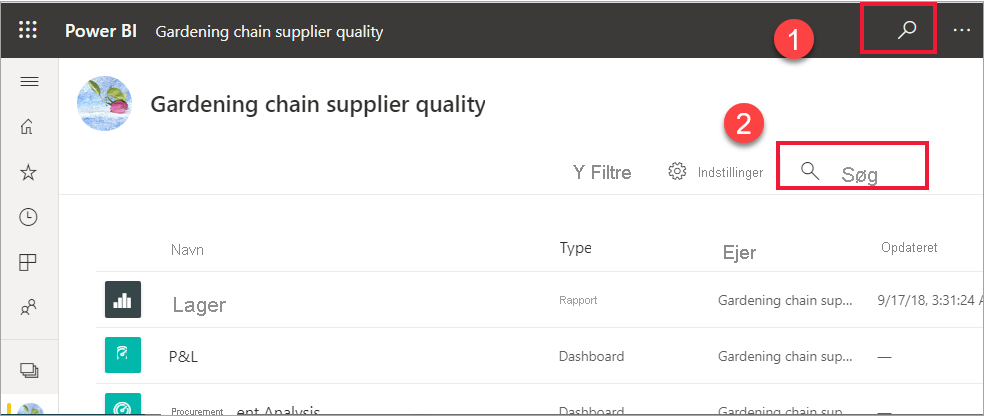 Power BI Gardening chain supplier quality
1
Gardening chain supplier quality
2
Y Filtre Indstillinger Søg
Navn Type Ejer Opdateret
Lager Rapport Gardening chain sup... 9/17/18, 3:31:24 A
P&L Dashboard Gardening chain sup... —
Procurement ent Analysis Dashboard Gardening chain sup... —